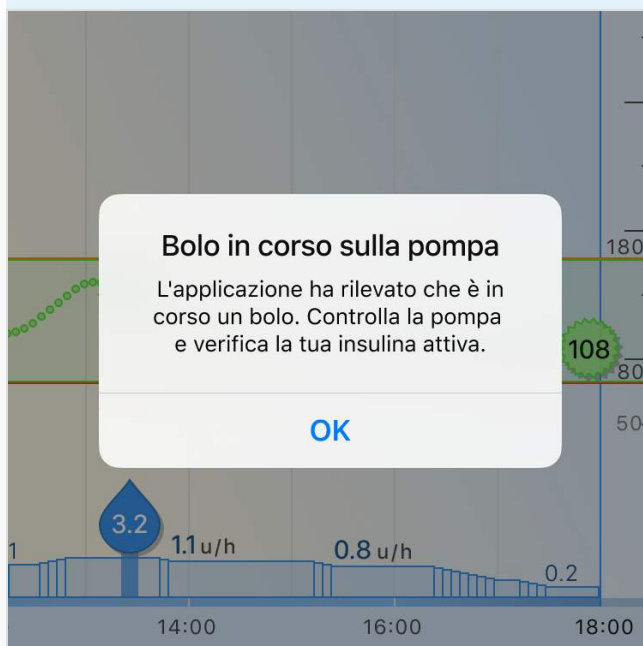 Bolo in corso sulla pompa
L'applicazione ha rilevato che è in
corso un bolo. Controlla la pompa
e verifica la tua insulina attiva.
OK
180
108
80
50
3.2
1
1.1 u/h
0.8 u/h
0.2
14:00
16:00
18:00